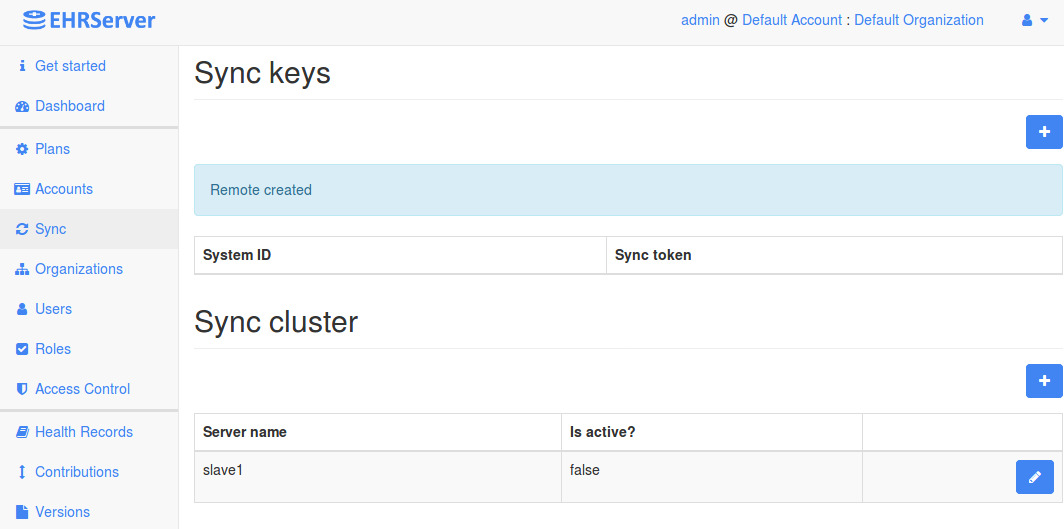 EHRServer
admin @ Default Account : Default Organization
Get started
Dashboard
Plans
Accounts
Sync
Organizations
Users
Roles
Access Control
Health Records
Contributions
Versions
Sync keys
Remote created
System ID Sync token
Sync cluster
Server name Is active?
slave1 false